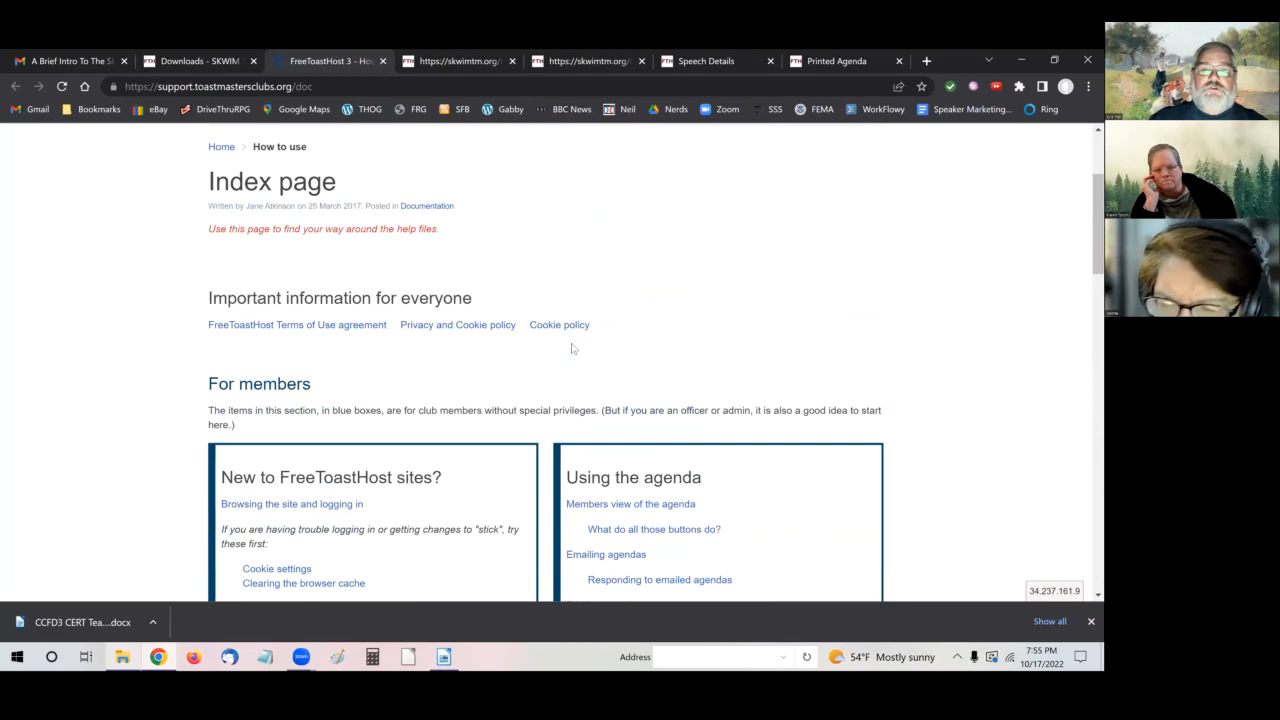 A Brief Intro To The S
Downloads - SKWIM T
FreeToastHost 3 - Hov
https://skwimtm.org/
https://skwimtm.org/
Speech Details
Printed Agenda
https://support.toastmastersclubs.org/doc
Gmail
Bookmarks
eBay
DriveThruRPG
Google Maps
THOG
FRG
SFB
Gabby
BBC News
Neil
Nerds
Zoom
SSS
FEMA
WorkFlowy
Speaker Marketing...
Ring
Home > How to use
Index page
Written by Jane Atkinson on 25 March 2017. Posted in Documentation
Use this page to find your way around the help files.
Important information for everyone
FreeToastHost Terms of Use agreement Privacy and Cookie policy Cookie policy
For members
The items in this section, in blue boxes, are for club members without special privileges. (But if you are an officer or admin, it is also a good idea to start
here.)
New to FreeToastHost sites?
Browsing the site and logging in
If you are having trouble logging in or getting changes to "stick", try
these first:
Cookie settings
Clearing the browser cache
Using the agenda
Members view of the agenda
What do all those buttons do?
Emailing agendas
Responding to emailed agendas
34.237.161.9
CCFD3 CERT Tea....docx
Show all
Address
54°F Mostly sunny
7:55 PM
10/17/2022